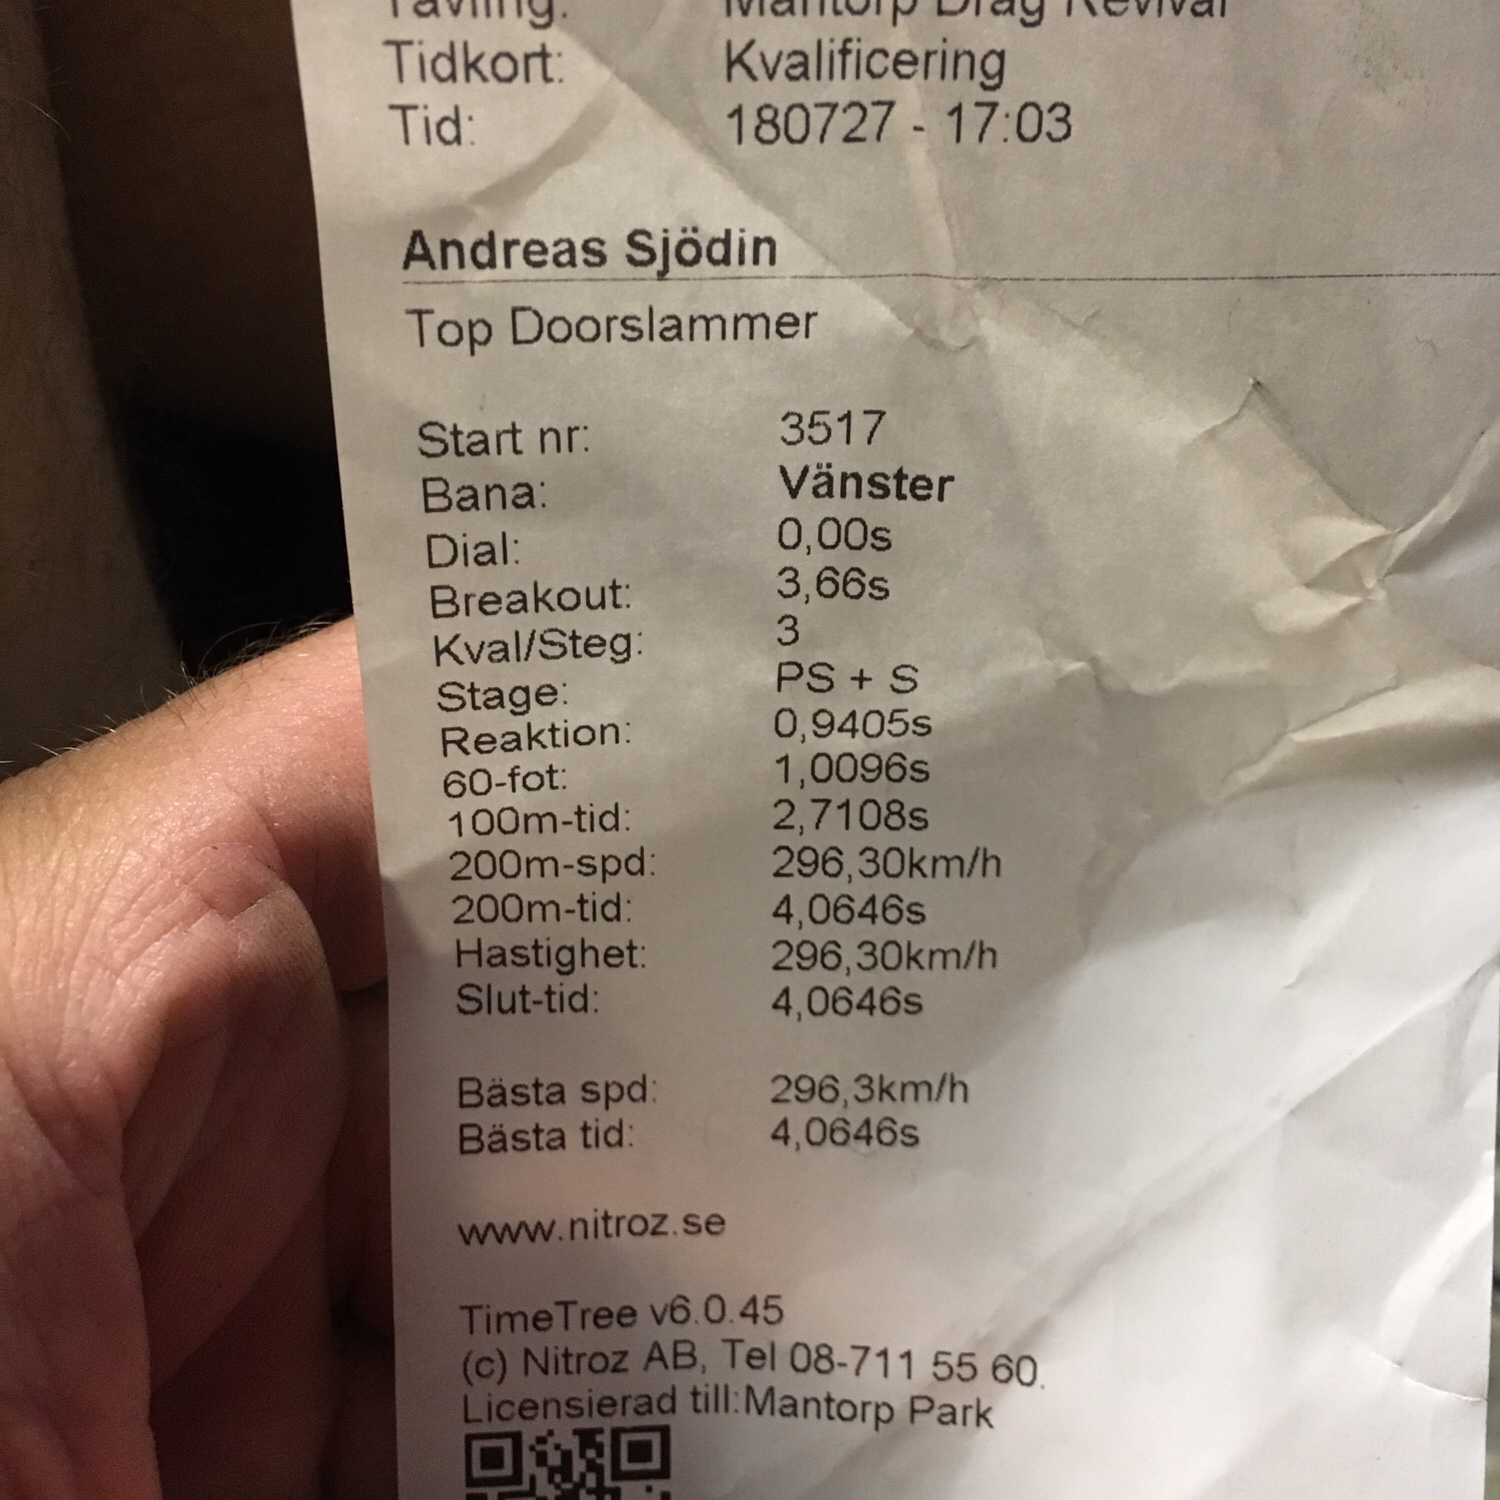 Tävling: Mantorp Drag Revival
Tidkort: Kvalificering
Tid: 180727 - 17:03
Andreas Sjödin
Top Doorslammer
Start nr: 3517
Bana: Vänster
Dial: 0,00s
Breakout: 3,66s
Kval/Steg: 3
Stage: PS + S
Reaktion: 0,9405s
60-fot: 1,0096s
100m-tid: 2,7108s
200m-spd: 296,30km/h
200m-tid: 4,0646s
Hastighet: 296,30km/h
Slut-tid: 4,0646s
Bästa spd: 296,3km/h
Bästa tid: 4,0646s
www.nitroz.se
TimeTree v6.0.45
(c) Nitroz AB, Tel 08-711 55 60.
Licensierad till:Mantorp Park